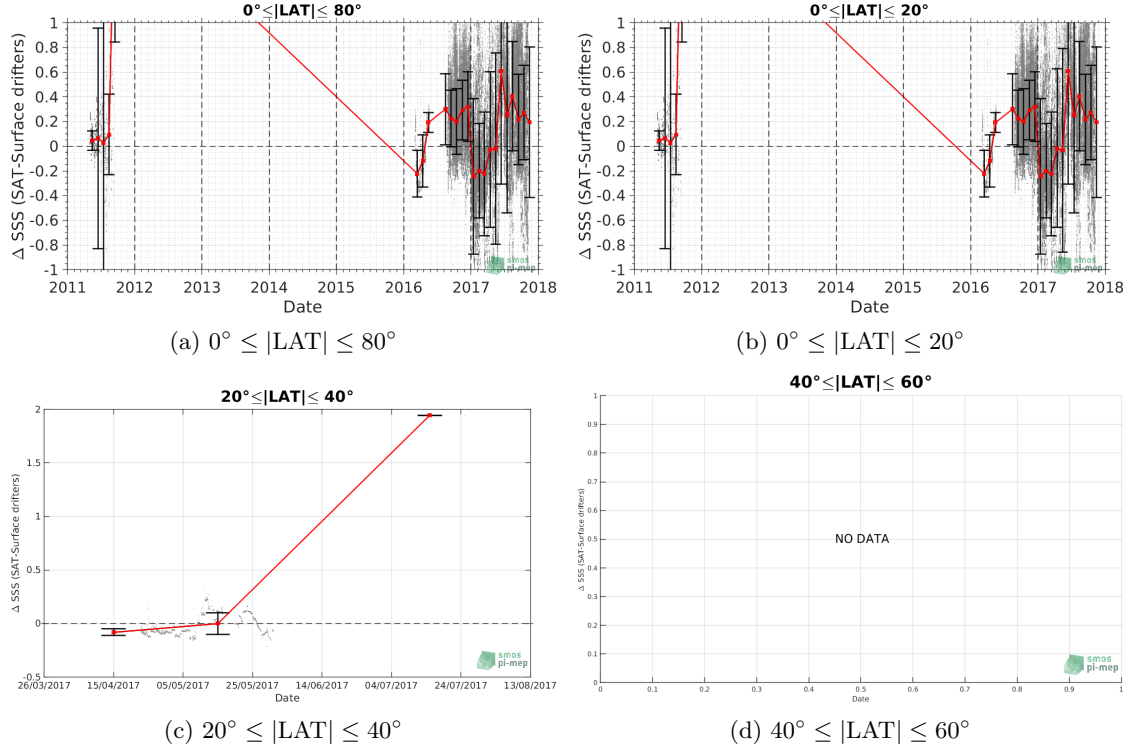 0°≤|LAT|≤ 80°
Δ SSS (SAT-Surface drifters)
1
0.8
0.6
0.4
0.2
0
-0.2
-0.4
-0.6
-0.8
-1
2011 2012 2013 2014 2015 2016 2017 2018
Date
smos
pi-mep
(a) 0° ≤ |LAT| ≤ 80°
0°≤|LAT|≤ 20°
Δ SSS (SAT-Surface drifters)
1
0.8
0.6
0.4
0.2
0
-0.2
-0.4
-0.6
-0.8
-1
2011 2012 2013 2014 2015 2016 2017 2018
Date
smos
pi-mep
(b) 0° ≤ |LAT| ≤ 20°
20°≤|LAT|≤ 40°
Δ SSS (SAT-Surface drifters)
2
1.5
1
0.5
0
-0.5
26/03/2017 15/04/2017 05/05/2017 25/05/2017 14/06/2017 04/07/2017 24/07/2017 13/08/2017
Date
smos
pi-mep
(c) 20° ≤ |LAT| ≤ 40°
40°≤|LAT|≤ 60°
Δ SSS (SAT-Surface drifters)
1
0.9
0.8
0.7
0.6
0.5
0.4
0.3
0.2
0.1
0
NO DATA
0 0.1 0.2 0.3 0.4 0.5 0.6 0.7 0.8 0.9 1
Date
smos
pi-mep
(d) 40° ≤ |LAT| ≤ 60°